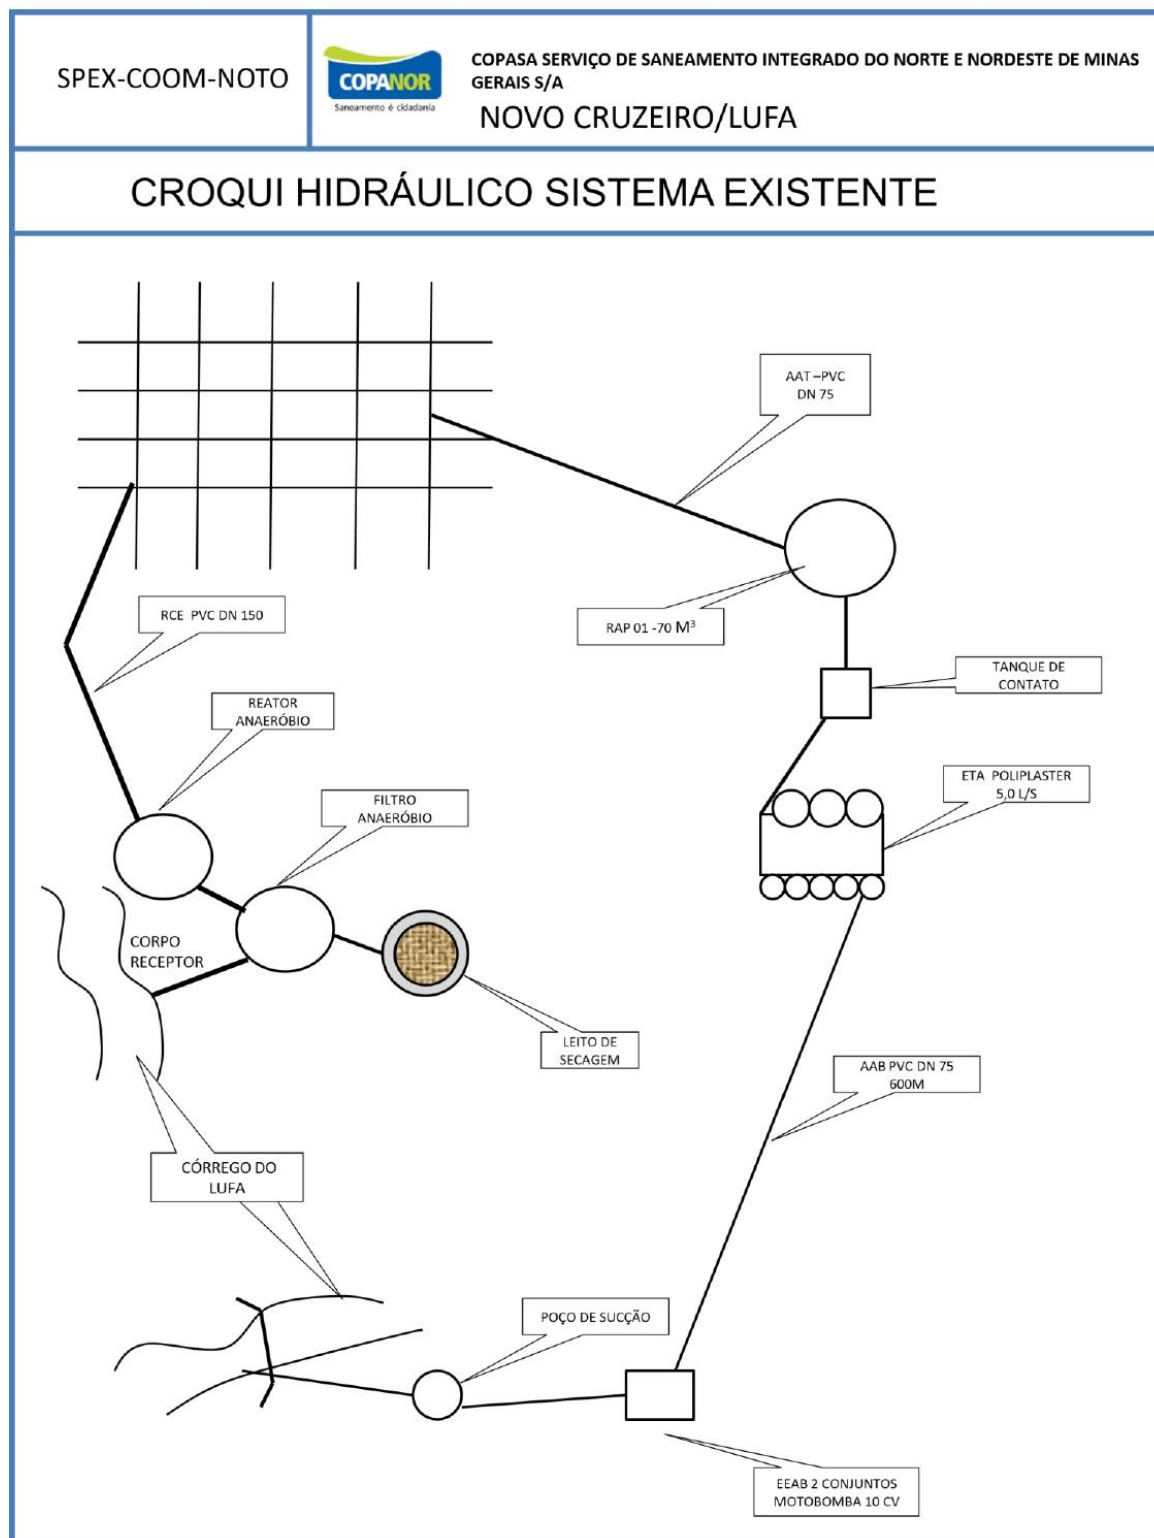 SPEX-COOM-NOTO
COPANOR
Saneamento é cidadania
COPASA SERVIÇO DE SANEAMENTO INTEGRADO DO NORTE E NORDESTE DE MINAS
GERAIS S/A
NOVO CRUZEIRO/LUFA
CROQUI HIDRÁULICO SISTEMA EXISTENTE
AAT –PVC
DN 75
RCE PVC DN 150
RAP 01 -70 M³
TANQUE DE
CONTATO
REATOR
ANAERÓBIO
ETA POLIPLASTER
5,0 L/S
FILTRO
ANAERÓBIO
CORPO
RECEPTOR
LEITO DE
SECAGEM
AAB PVC DN 75
600M
CÓRREGO DO
LUFA
POÇO DE SUCÇÃO
EEAB 2 CONJUNTOS
MOTOBOMBA 10 CV